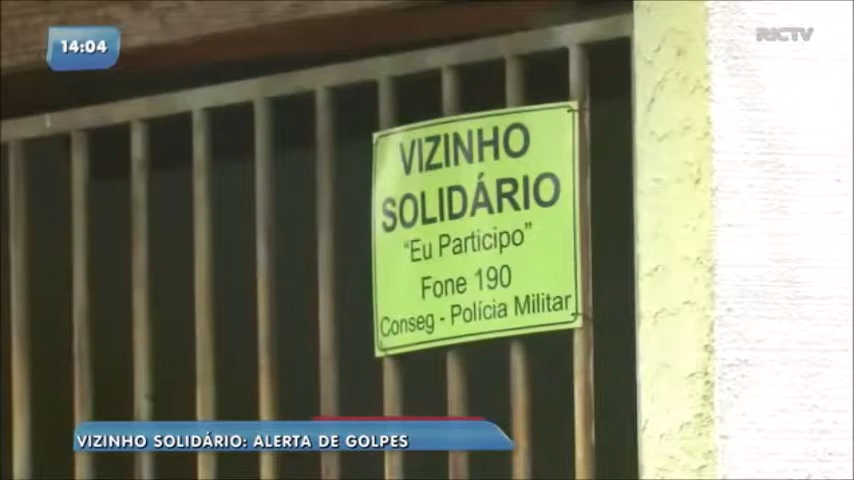 14:04
RICTV
VIZINHO
SOLIDÁRIO
"Eu Participo"
Fone 190
Conseg - Polícia Militar
VIZINHO SOLIDÁRIO: ALERTA DE GOLPES